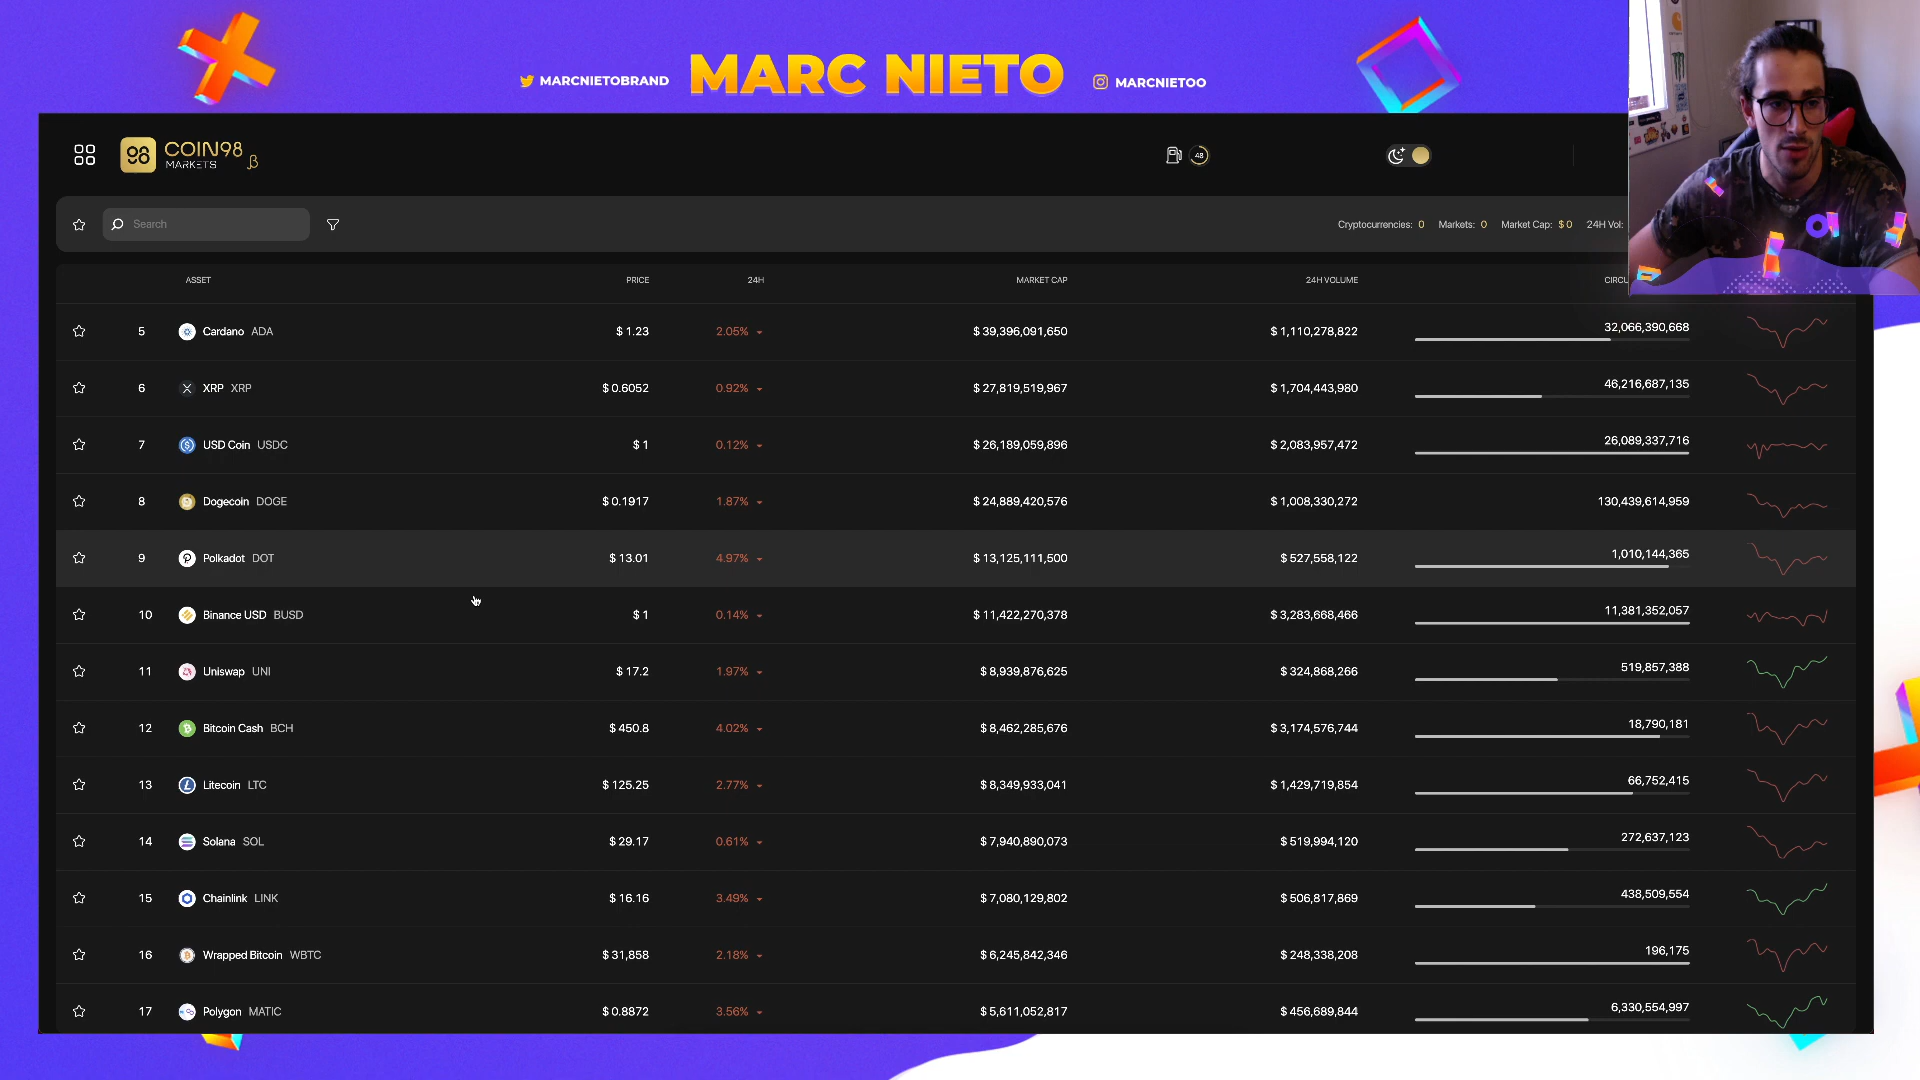 MARCNIETOBRAND MARC NIETO MARCNIETOO
98 COIN98 MARKETS β 48
Search Cryptocurrencies: 0 Markets: 0 Market Cap: $ 0 24H Vol:
ASSET PRICE 24H MARKET CAP 24H VOLUME CIRCU
5 Cardano ADA $ 1.23 2.05% $ 39,396,091,650 $ 1,110,278,822 32,066,390,668
6 XRP XRP $ 0.6052 0.92% $ 27,819,519,967 $ 1,704,443,980 46,216,687,135
7 USD Coin USDC $ 1 0.12% $ 26,189,059,896 $ 2,083,957,472 26,089,337,716
8 Dogecoin DOGE $ 0.1917 1.87% $ 24,889,420,576 $ 1,008,330,272 130,439,614,959
9 Polkadot DOT $ 13.01 4.97% $ 13,125,111,500 $ 527,558,122 1,010,144,365
10 Binance USD BUSD $ 1 0.14% $ 11,422,270,378 $ 3,283,668,466 11,381,352,057
11 Uniswap UNI $ 17.2 1.97% $ 8,939,876,625 $ 324,868,266 519,857,388
12 Bitcoin Cash BCH $ 450.8 4.02% $ 8,462,285,676 $ 3,174,576,744 18,790,181
13 Litecoin LTC $ 125.25 2.77% $ 8,349,933,041 $ 1,429,719,854 66,752,415
14 Solana SOL $ 29.17 0.61% $ 7,940,890,073 $ 519,994,120 272,637,123
15 Chainlink LINK $ 16.16 3.49% $ 7,080,129,802 $ 506,817,869 438,509,554
16 Wrapped Bitcoin WBTC $ 31,858 2.18% $ 6,245,842,346 $ 248,338,208 196,175
17 Polygon MATIC $ 0.8872 3.56% $ 5,611,052,817 $ 456,689,844 6,330,554,997